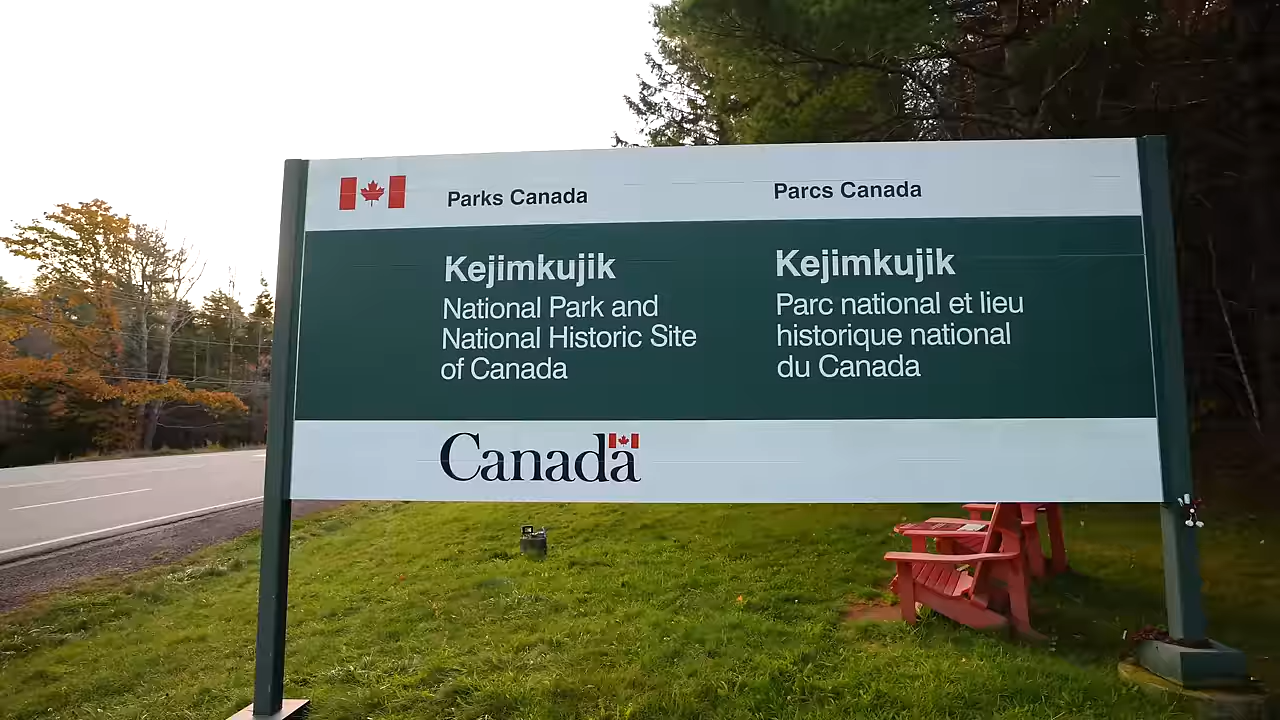 Parks Canada
Parcs Canada
Kejimkujik
National Park and
National Historic Site
of Canada
Kejimkujik
Parc national et lieu
historique national
du Canada
Canada